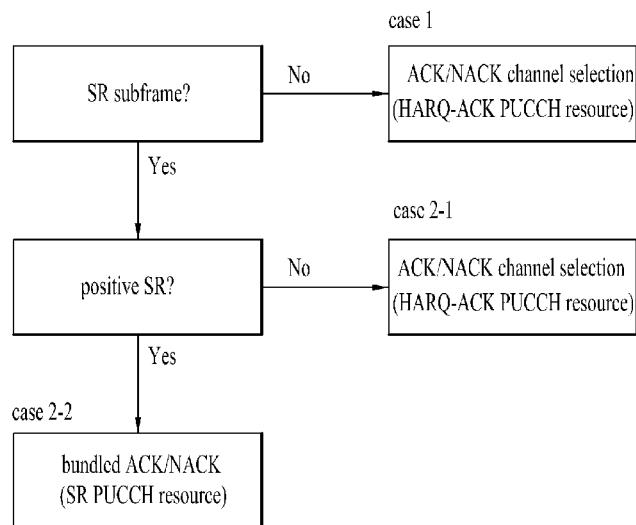 case 1
SR subframe?
No
ACK/NACK channel selection
(HARQ-ACK PUCCH resource)
Yes
case 2-1
positive SR?
No
ACK/NACK channel selection
(HARQ-ACK PUCCH resource)
Yes
case 2-2
bundled ACK/NACK
(SR PUCCH resource)